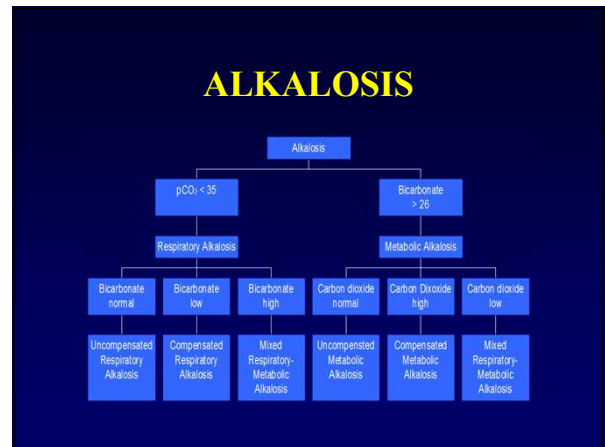 ALKALOSIS
Alkalosis
pCO₂ < 35
Bicarbonate
> 26
Respiratory Alkalosis
Metabolic Alkalosis
Bicarbonate
normal
Bicarbonate
low
Bicarbonate
high
Carbon dioxide
normal
Carbon Dixoxide
high
Carbon dioxide
low
Uncompensated
Respiratory
Alkalosis
Compensated
Respiratory
Alkalosis
Mixed
Respiratory-
Metabolic
Alkalosis
Uncompensted
Metabolic
Alkalosis
Compensated
Metabolic
Alkalosis
Mixed
Respiratory-
Metabolic
Alkalosis